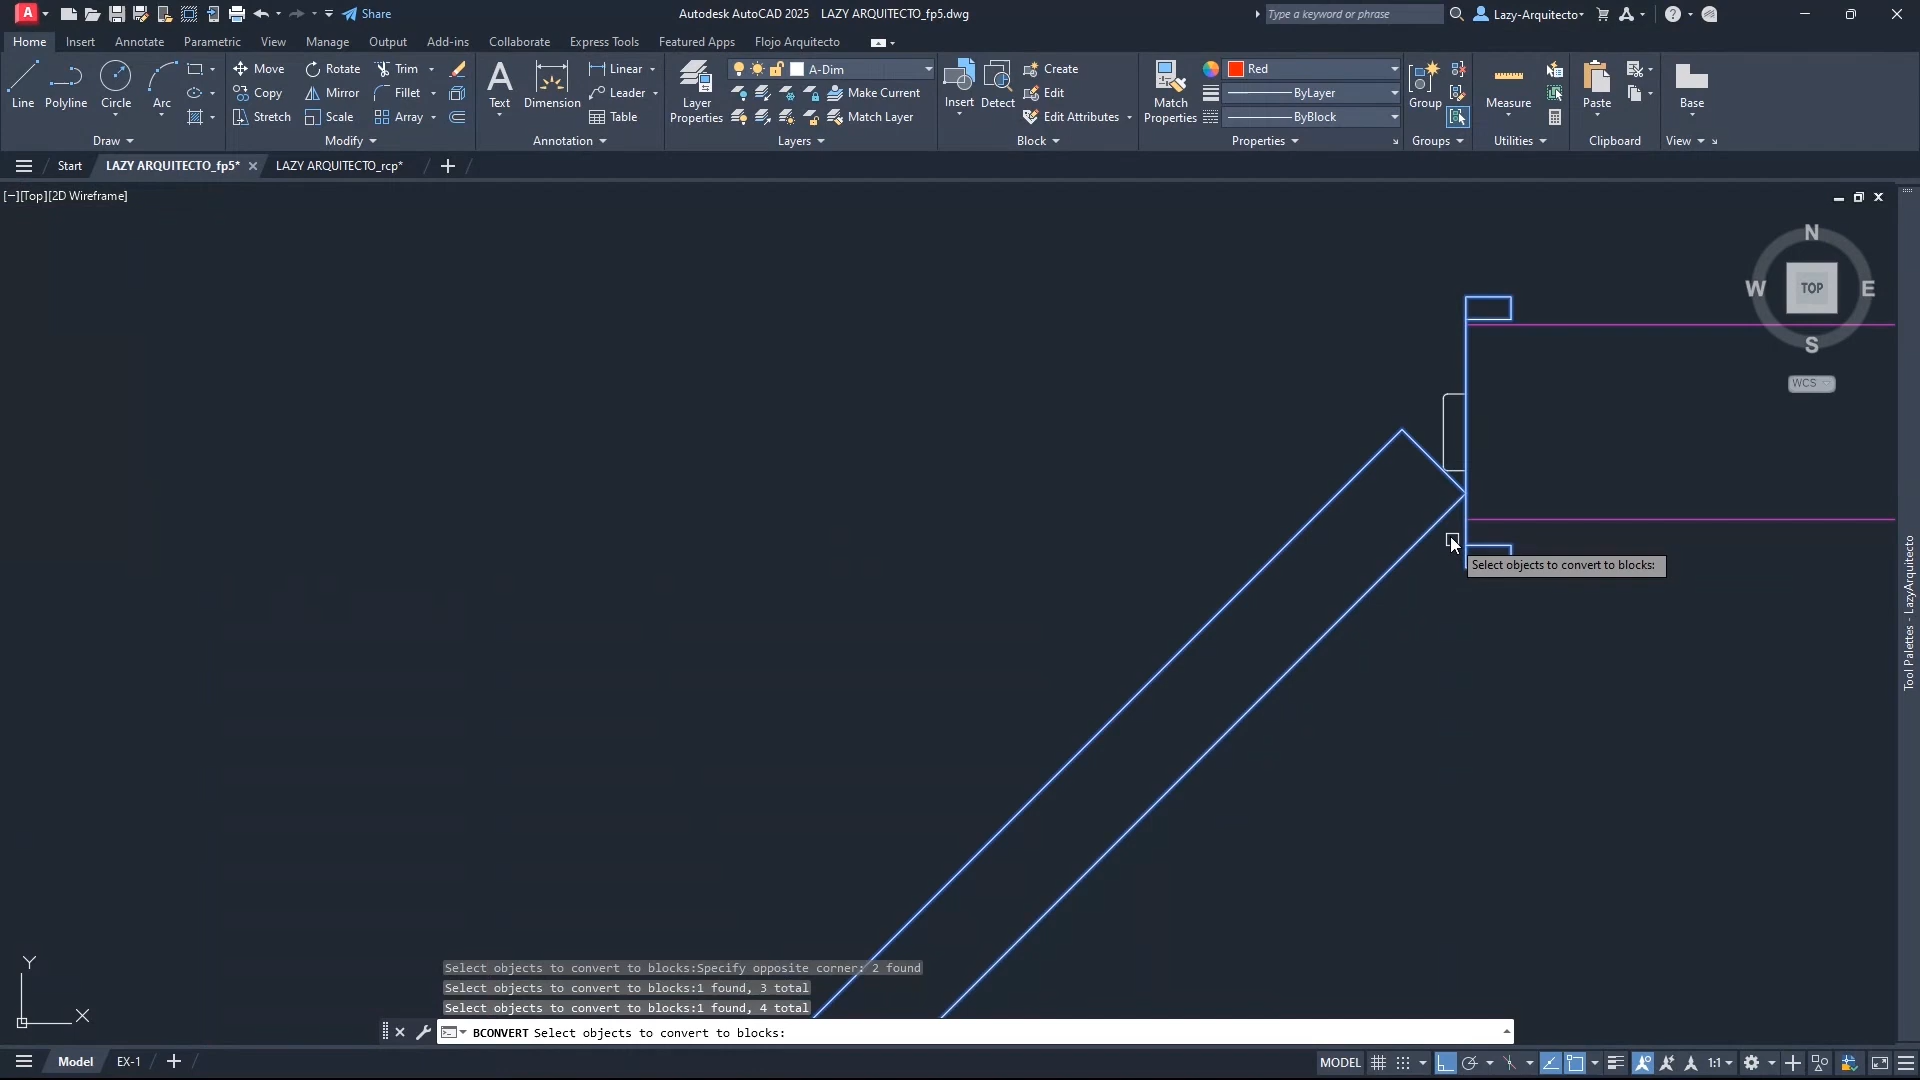 A Share Autodesk AutoCAD 2025 LAZY ARQUITECTO_fp5.dwg Type a keyword or phrase Lazy-Arquitecto
Home Insert Annotate Parametric View Manage Output Add-ins Collaborate Express Tools Featured Apps Flojo Arquitecto
Line Polyline Circle Arc
Move Rotate Trim
Copy Mirror Fillet
Stretch Scale Array
Text Dimension
Linear
Leader
Table
Layer Properties
A-Dim
Make Current
Match Layer
Insert Detect
Create
Edit
Edit Attributes
Match Properties
Red
ByLayer
ByBlock
Group
Measure
Paste
Base
Draw Modify Annotation Layers Block Properties Groups Utilities Clipboard View
Start LAZY ARQUITECTO_fp5* LAZY ARQUITECTO_rcp*
[−][Top][2D Wireframe]
N
W TOP E
S
WCS
Select objects to convert to blocks:
Tool Palettes - LazyArquitecto
Y
X
Select objects to convert to blocks:Specify opposite corner: 2 found
Select objects to convert to blocks:1 found, 3 total
Select objects to convert to blocks:1 found, 4 total
BCONVERT Select objects to convert to blocks:
Model EX-1 MODEL 1:1